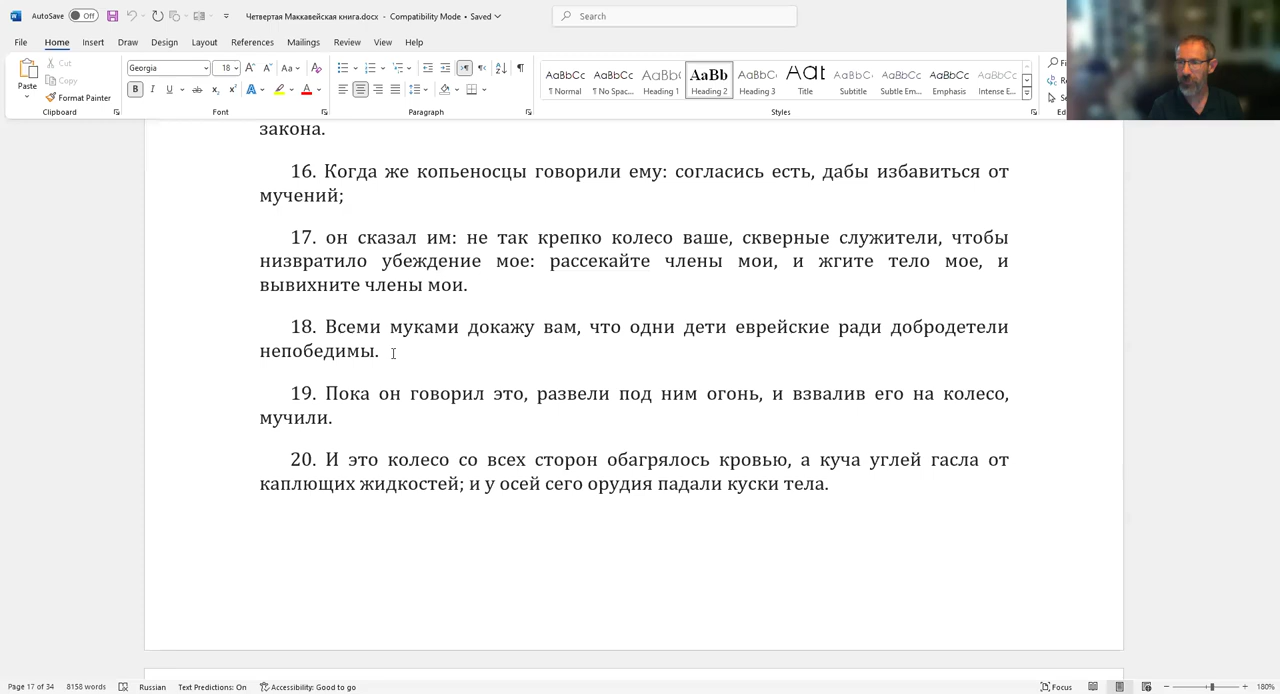 AutoSave Off Четвертая Маккавейская книга.docx - Compatibility Mode • Saved Search
File Home Insert Draw Design Layout References Mailings Review View Help
Paste Cut Copy Format Painter
Georgia 18 A A Aa
B I U ab x₂ x² A A
AaBbCc AaBbCc AaBbC AaBb AaBbC AaBt AaBbCc AaBbCc AaBbCc AaBbCc
¶ Normal ¶ No Spac... Heading 1 Heading 2 Heading 3 Title Subtitle Subtle Em... Emphasis Intense E...
Clipboard Font Paragraph Styles
закона.
16. Когда же копьеносцы говорили ему: согласись есть, дабы избавиться от
мучений;
17. он сказал им: не так крепко колесо ваше, скверные служители, чтобы
низвратило убеждение мое: рассекайте члены мои, и жгите тело мое, и
вывихните члены мои.
18. Всеми муками докажу вам, что одни дети еврейские ради добродетели
непобедимы.
19. Пока он говорил это, развели под ним огонь, и взвалив его на колесо,
мучили.
20. И это колесо со всех сторон обагрялось кровью, а куча углей гасла от
каплющих жидкостей; и у осей сего орудия падали куски тела.
Page 17 of 34 8158 words Russian Text Predictions: On Accessibility: Good to go Focus 180%